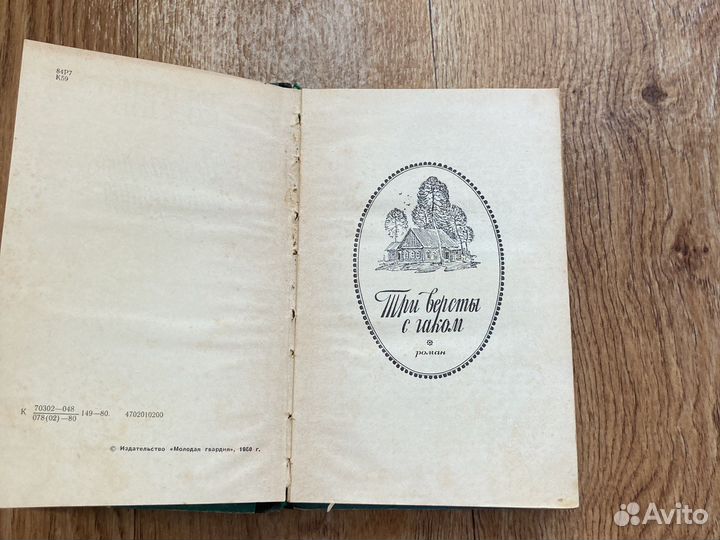 84Р7
К59
К 70302—048 149—80. 4702010200
078(02)—80
© Издательство «Молодая гвардия», 1980 г.
Три версты
с гаком
роман
Avito